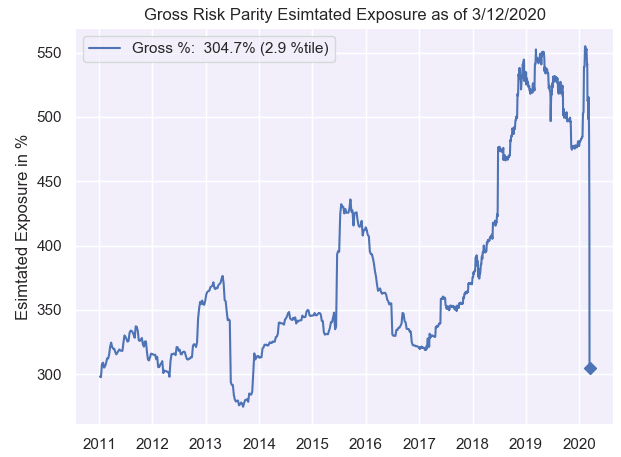 Gross Risk Parity Esimtated Exposure as of 3/12/2020
Gross %:  304.7% (2.9 %tile)
Esimtated Exposure in %
550
500
450
400
350
300
2011 2012 2013 2014 2015 2016 2017 2018 2019 2020